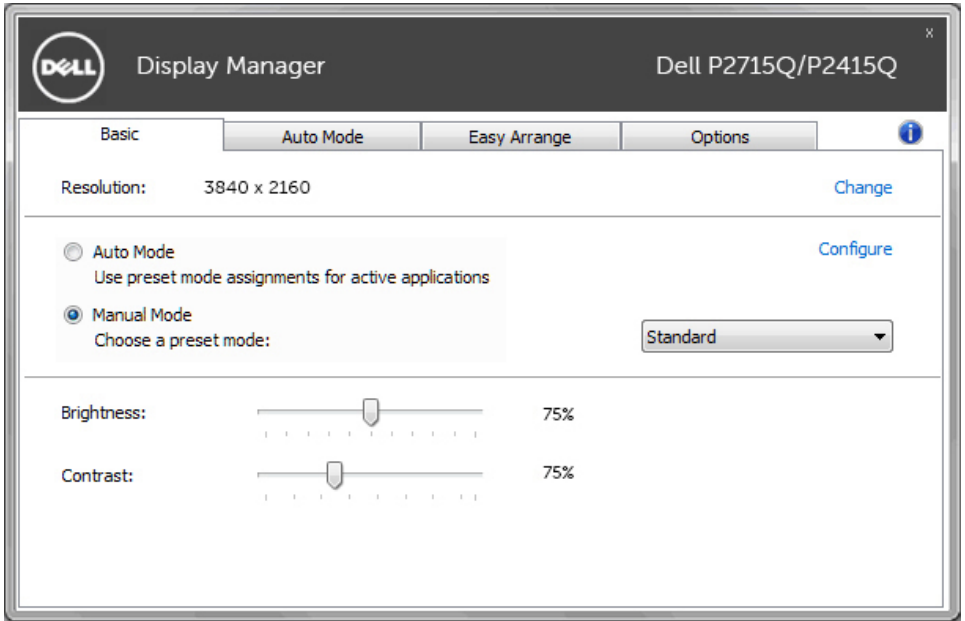 DELL
Display Manager
Dell P2715Q/P2415Q
x
Basic
Auto Mode
Easy Arrange
Options
i
Resolution: 3840 x 2160 Change
Auto Mode Configure
Use preset mode assignments for active applications
Manual Mode
Choose a preset mode: Standard
Brightness: 75%
Contrast: 75%